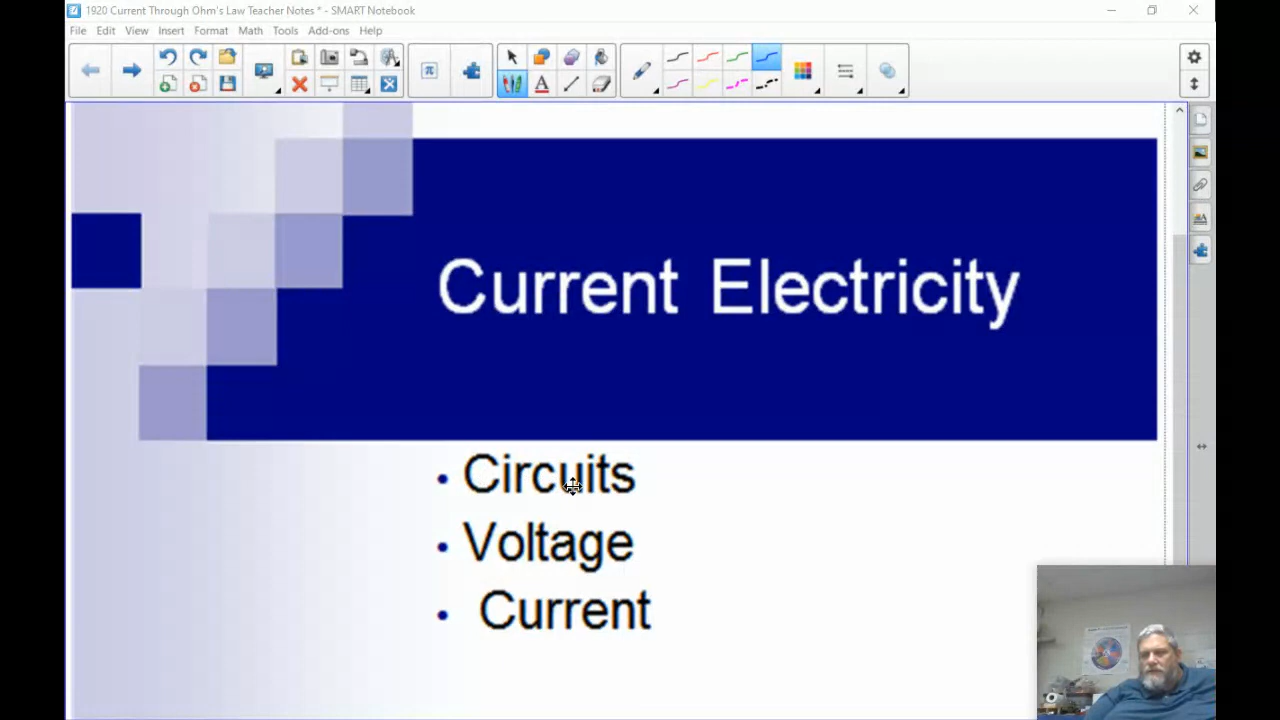 1920 Current Through Ohm's Law Teacher Notes * - SMART Notebook
File Edit View Insert Format Math Tools Add-ons Help
Current Electricity
• Circuits
• Voltage
• Current